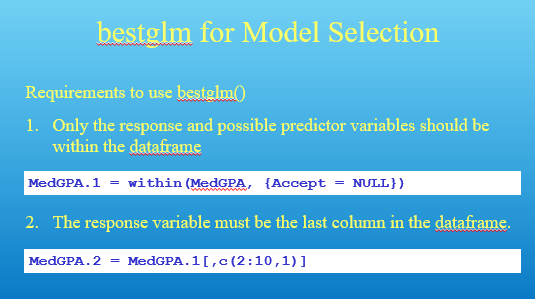 bestglm for Model Selection
Requirements to use bestglm()
1. Only the response and possible predictor variables should be
within the dataframe
MedGPA.1 = within(MedGPA, {Accept = NULL})
2. The response variable must be the last column in the dataframe.
MedGPA.2 = MedGPA.1[,c(2:10,1)]